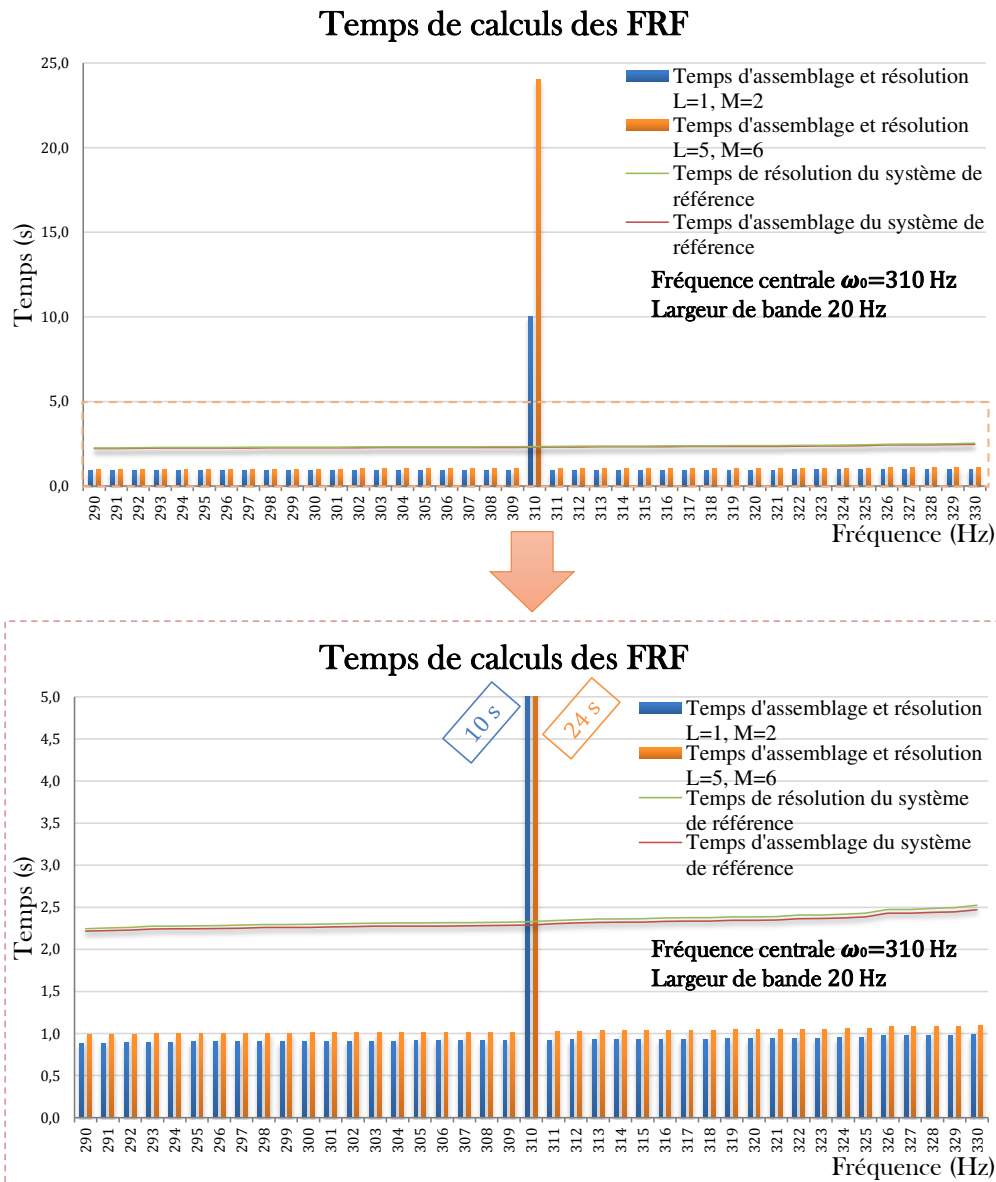 Temps de calculs des FRF
25,0
20,0
15,0
10,0
5,0
0,0
Temps (s)
Temps d'assemblage et résolution
L=1, M=2
Temps d'assemblage et résolution
L=5, M=6
Temps de résolution du système de
référence
Temps d'assemblage du système de
référence
Fréquence centrale ω₀=310 Hz
Largeur de bande 20 Hz
290 291 292 293 294 295 296 297 298 299 300 301 302 303 304 305 306 307 308 309 310 311 312 313 314 315 316 317 318 319 320 321 322 323 324 325 326 327 328 329 330
Fréquence (Hz)
Temps de calculs des FRF
5,0
4,5
4,0
3,5
3,0
2,5
2,0
1,5
1,0
0,5
0,0
Temps (s)
10 s
24 s
Temps d'assemblage et résolution
L=1, M=2
Temps d'assemblage et résolution
L=5, M=6
Temps de résolution du système
de référence
Temps d'assemblage du système
de référence
Fréquence centrale ω₀=310 Hz
Largeur de bande 20 Hz
290 291 292 293 294 295 296 297 298 299 300 301 302 303 304 305 306 307 308 309 310 311 312 313 314 315 316 317 318 319 320 321 322 323 324 325 326 327 328 329 330
Fréquence (Hz)